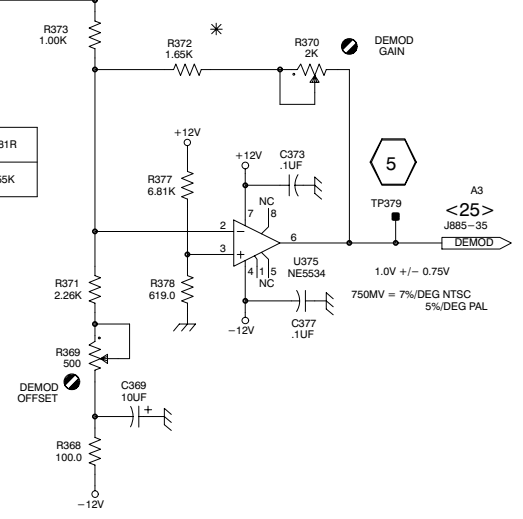 R373
1.00K
R372
1.65K
*
R370
2K
DEMOD
GAIN
+12V
R377
6.81K
+12V
C373
.1UF
NC
7
8
2
−
3
+
6
4
1
5
NC
U375
NE5534
5
TP379
A3
<25>
J885-35
DEMOD
1.0V +/- 0.75V
750MV = 7%/DEG NTSC
5%/DEG PAL
R371
2.26K
R378
619.0
−12V
C377
.1UF
R369
500
DEMOD
OFFSET
C369
10UF
+
R368
100.0
−12V